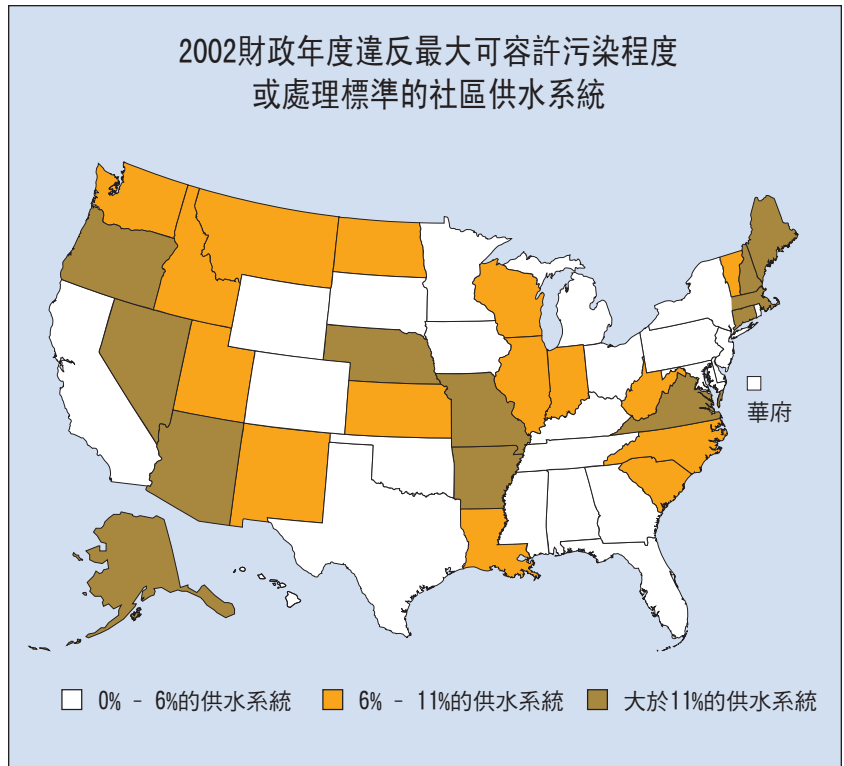 2002財政年度違反最大可容許污染程度
或處理標準的社區供水系統
華府
0% - 6%的供水系統
6% - 11%的供水系統
大於11%的供水系統